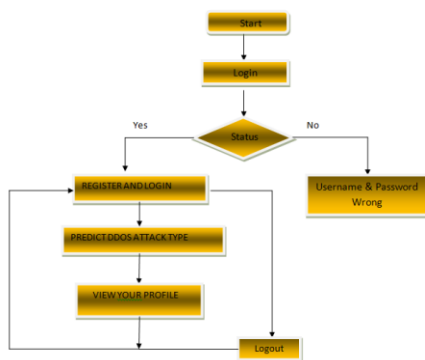 Start
Login
Status
Yes
No
REGISTER AND LOGIN
Username & Password
Wrong
PREDICT DDOS ATTACK TYPE
VIEW YOUR PROFILE
Logout